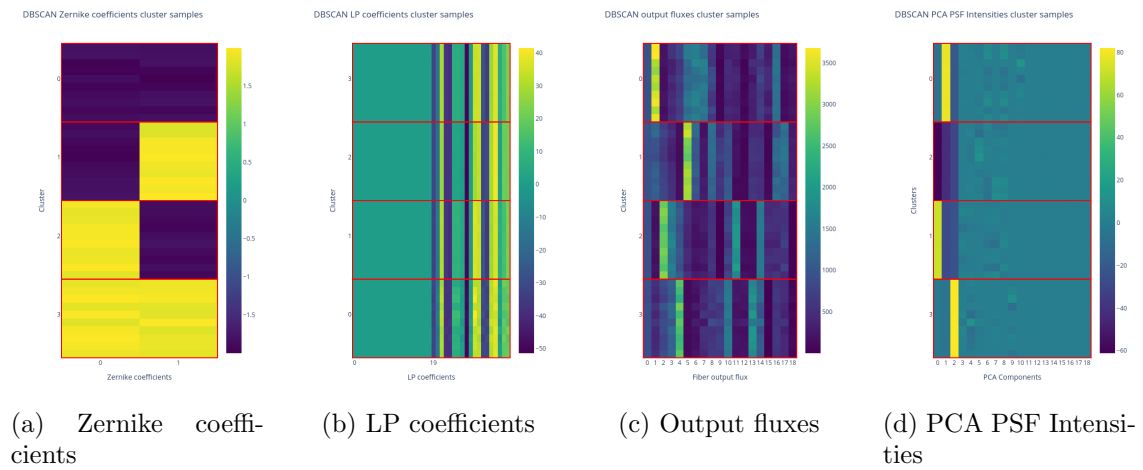 DBSCAN Zernike coefficients cluster samples
0
1
2
3
Cluster
0 1
Zernike coefficients
1.5
1
0.5
0
−0.5
−1
−1.5
DBSCAN LP coefficients cluster samples
3
2
1
0
Cluster
0 19
LP coefficients
40
30
20
10
0
−10
−20
−30
−40
−50
DBSCAN output fluxes cluster samples
0
1
2
3
Cluster
0 1 2 3 4 5 6 7 8 9 10 11 12 13 14 15 16 17 18
Fiber output flux
3500
3000
2500
2000
1500
1000
500
DBSCAN PCA PSF Intensities cluster samples
0
2
1
3
Clusters
0 1 2 3 4 5 6 7 8 9 10 11 12 13 14 15 16 17 18
PCA Components
80
60
40
20
0
−20
−40
−60
(a) Zernike coeffi-
cients
(b) LP coefficients
(c) Output fluxes
(d) PCA PSF Intensi-
ties